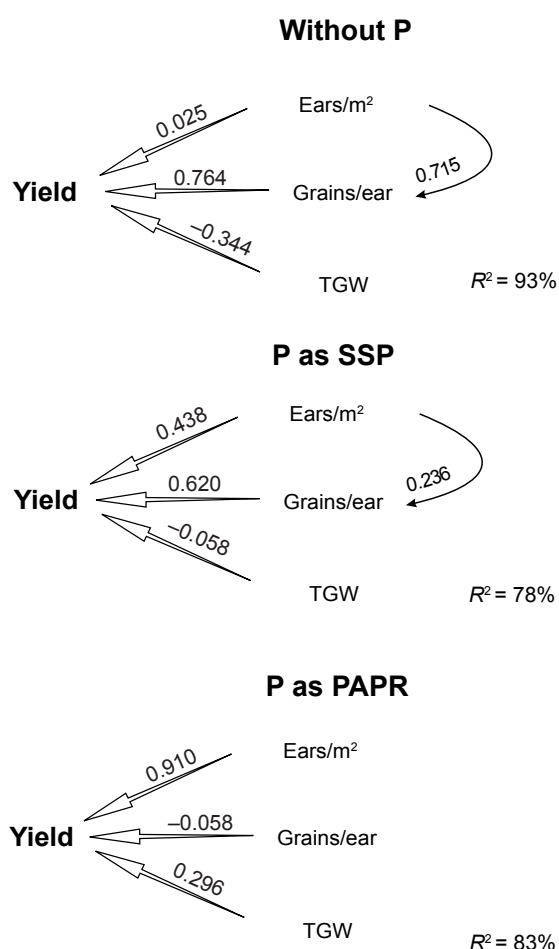 Without P
Ears/m²
0.025
0.715
0.764
Yield
Grains/ear
–0.344
TGW
R² = 93%
P as SSP
Ears/m²
0.438
0.236
0.620
Yield
Grains/ear
–0.058
TGW
R² = 78%
P as PAPR
Ears/m²
0.910
–0.058
Yield
Grains/ear
0.296
TGW
R² = 83%